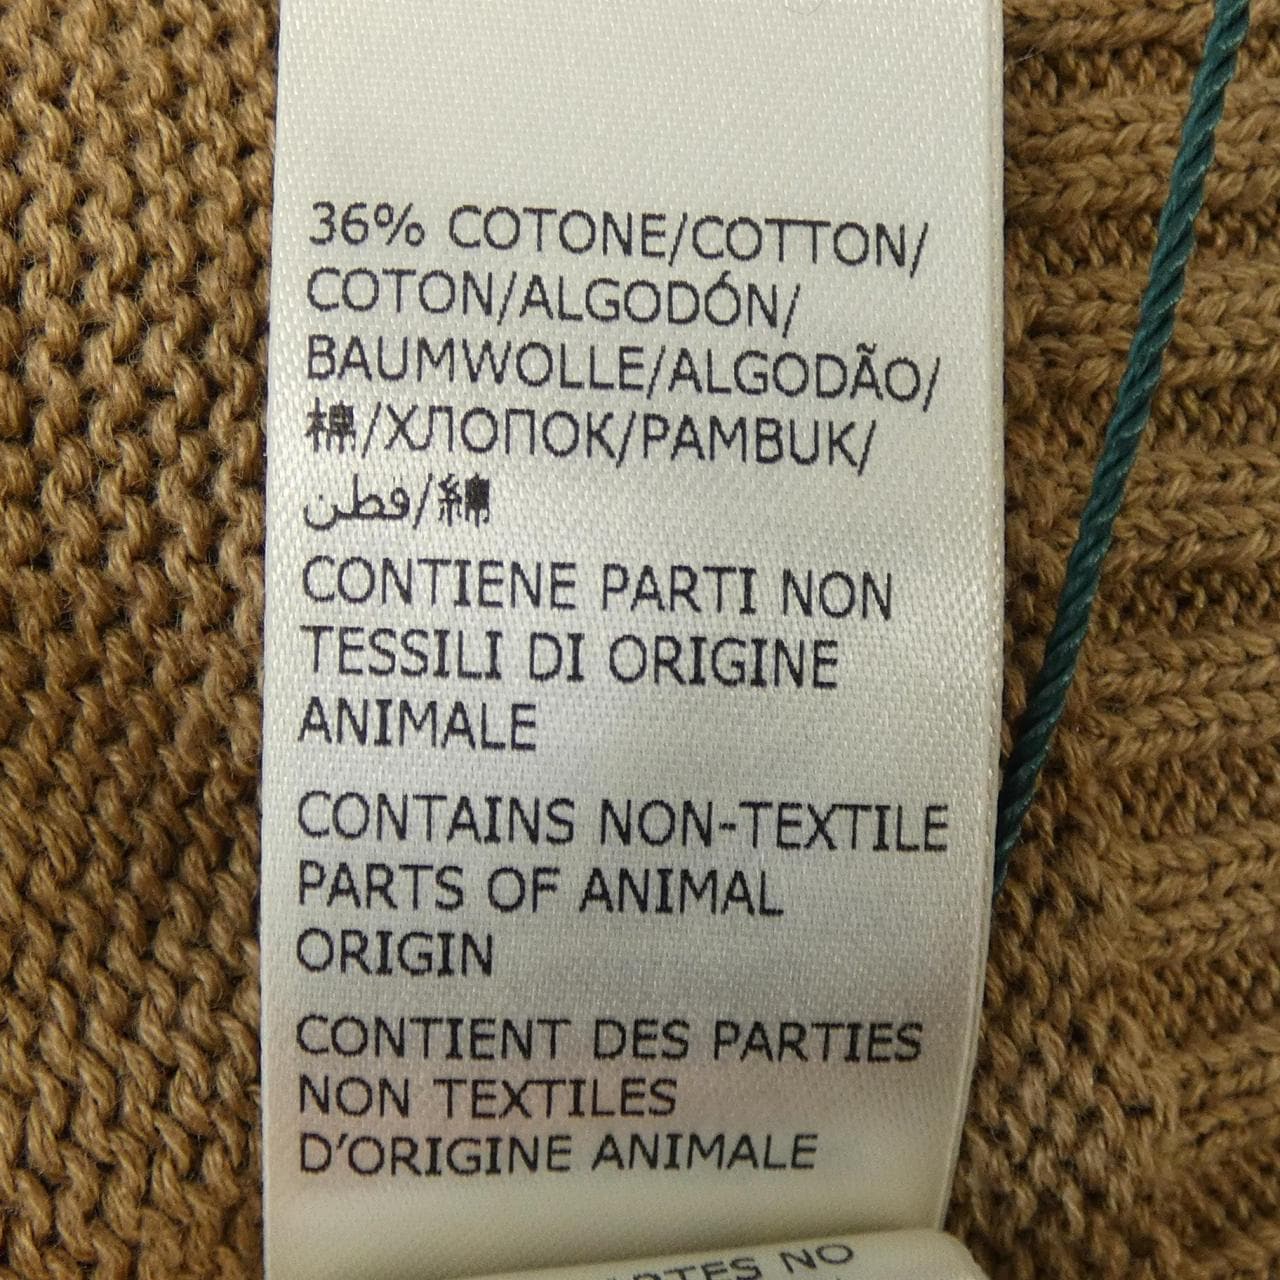 36% COTONE/COTTON/
COTON/ALGODÓN/
BAUMWOLLE/ALGODÃO/
棉/ХЛОПОК/PAMBUK/
قطن/綿
CONTIENE PARTI NON
TESSILI DI ORIGINE
ANIMALE
CONTAINS NON-TEXTILE
PARTS OF ANIMAL
ORIGIN
CONTIENT DES PARTIES
NON TEXTILES
D'ORIGINE ANIMALE
NO